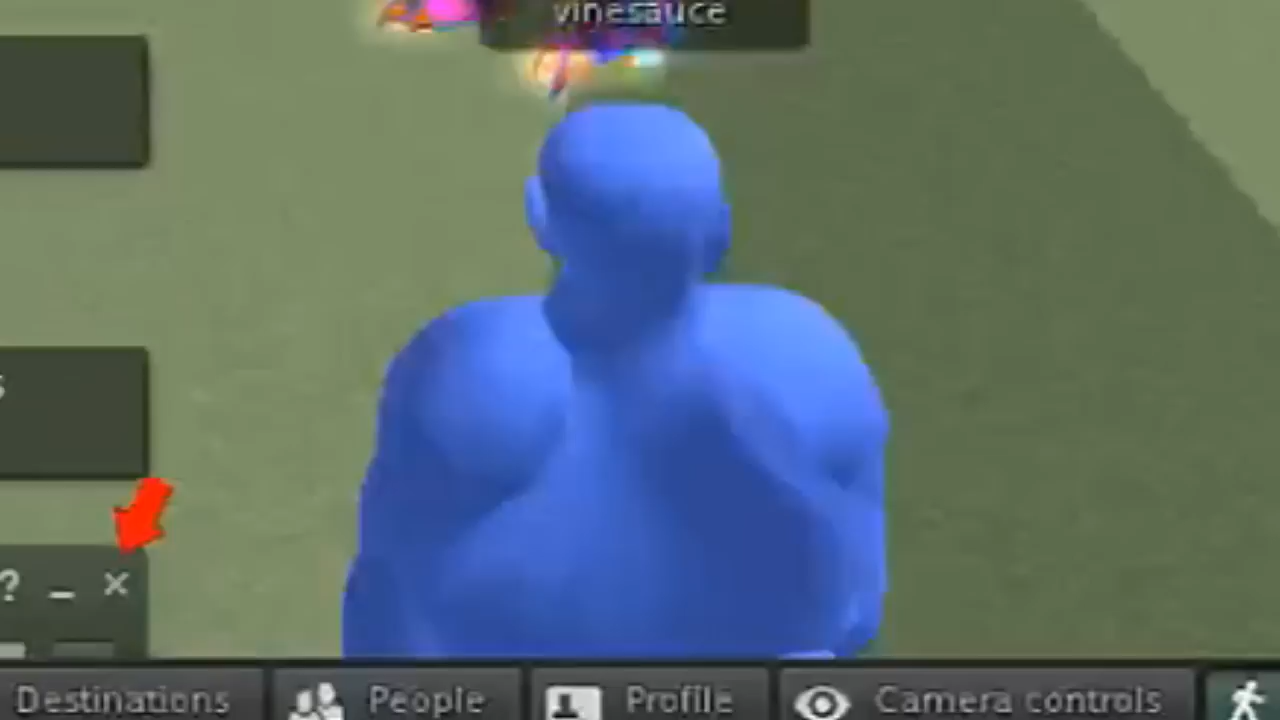 vinesauce
s
?
Destinations
People
Profile
Camera controls